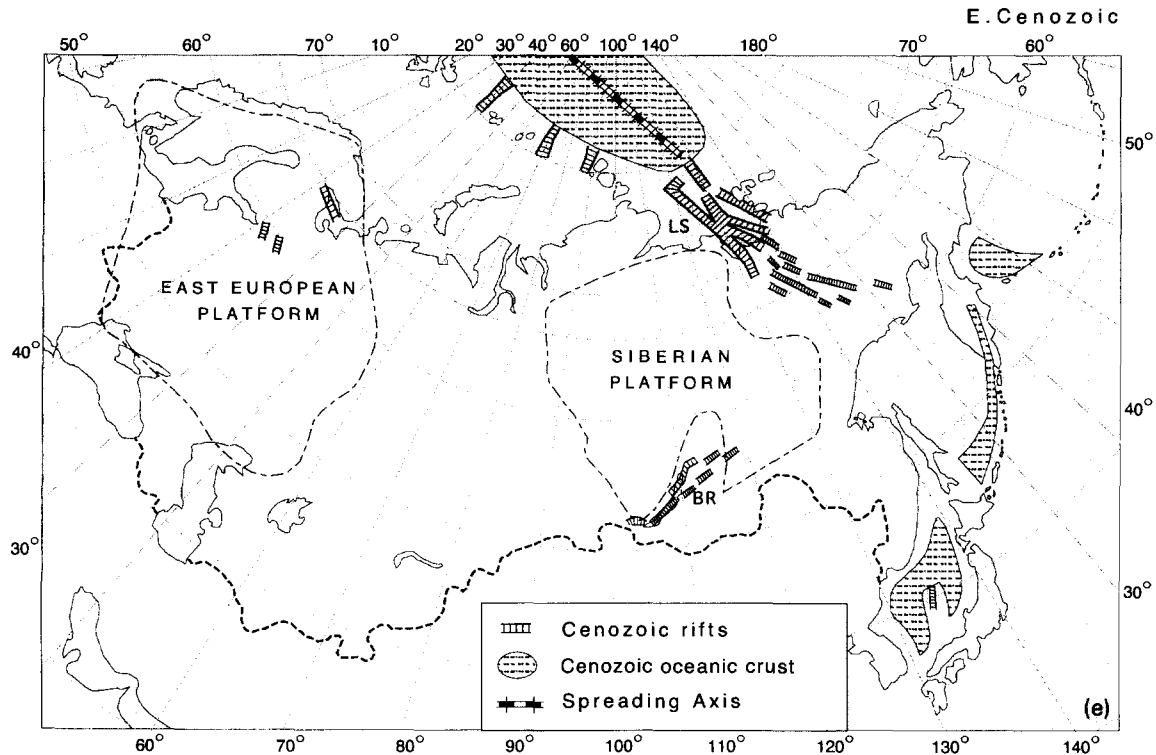 E. Cenozoic
50° 60° 70° 10° 20° 30° 40° 60° 100° 140° 180° 70° 60°
50°
LS
EAST EUROPEAN
PLATFORM
40°
SIBERIAN
PLATFORM
40°
BR
30°
30°
Cenozoic rifts
Cenozoic oceanic crust
Spreading Axis
(e)
60° 70° 80° 90° 100° 110° 120° 130° 140°